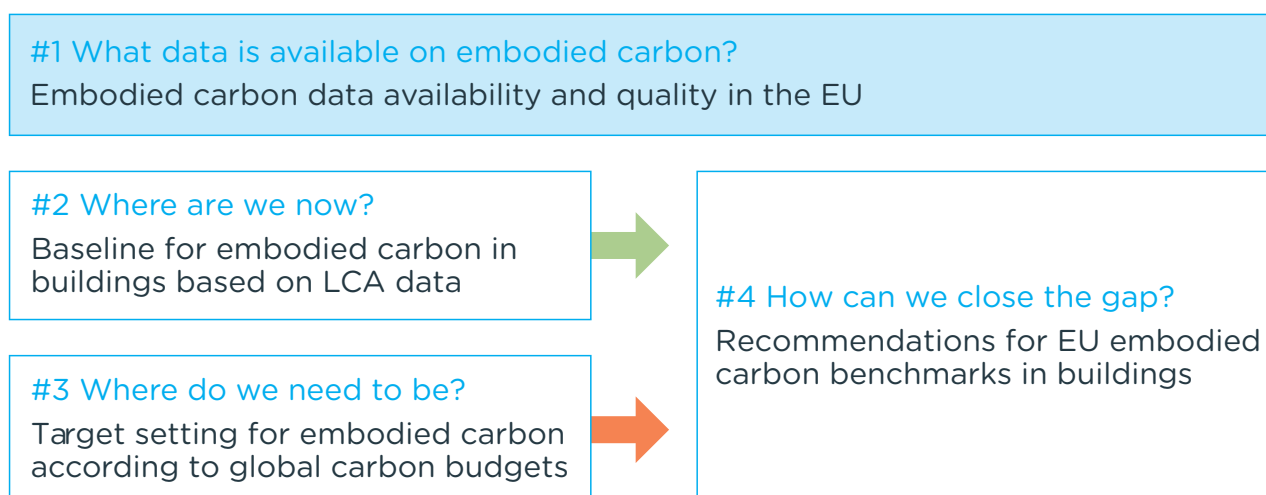 #1 What data is available on embodied carbon?
Embodied carbon data availability and quality in the EU
#2 Where are we now?
Baseline for embodied carbon in
buildings based on LCA data
#3 Where do we need to be?
Target setting for embodied carbon
according to global carbon budgets
#4 How can we close the gap?
Recommendations for EU embodied
carbon benchmarks in buildings